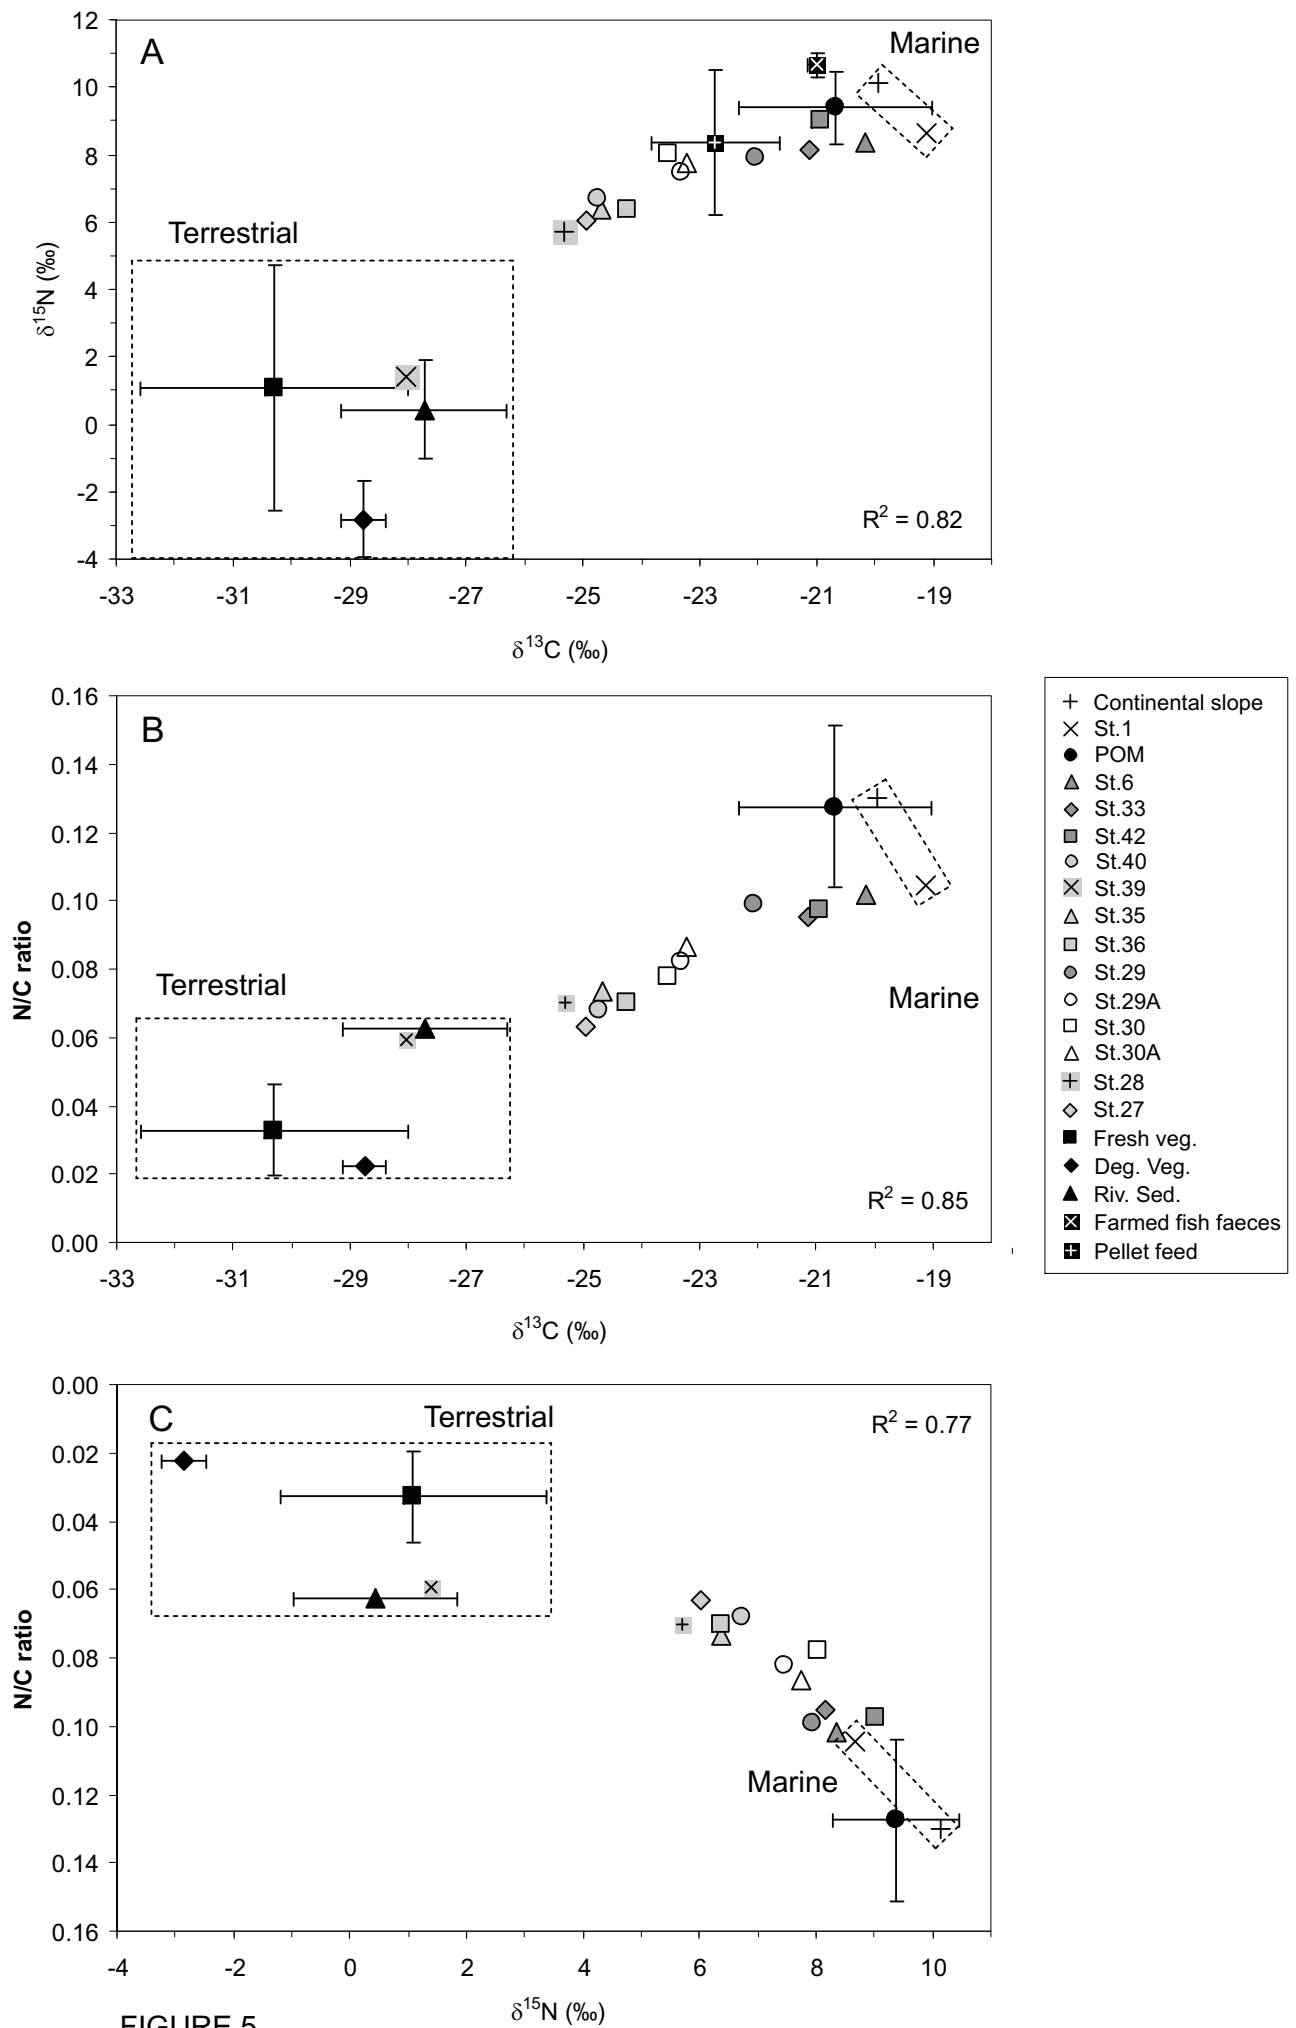 12
10
8
6
4
2
0
-2
-4
A
Marine
Terrestrial
δ15N (‰)
R2 = 0.82
-33 -31 -29 -27 -25 -23 -21 -19
δ13C (‰)
0.16
0.14
0.12
0.10
0.08
0.06
0.04
0.02
0.00
B
N/C ratio
Terrestrial
Marine
R2 = 0.85
-33 -31 -29 -27 -25 -23 -21 -19
δ13C (‰)
Continental slope
St.1
POM
St.6
St.33
St.42
St.40
St.39
St.35
St.36
St.29
St.29A
St.30
St.30A
St.28
St.27
Fresh veg.
Deg. Veg.
Riv. Sed.
Farmed fish faeces
Pellet feed
0.00
0.02
0.04
0.06
0.08
0.10
0.12
0.14
0.16
C
Terrestrial
R2 = 0.77
N/C ratio
Marine
-4 -2 0 2 4 6 8 10
δ15N (‰)
FIGURE 5